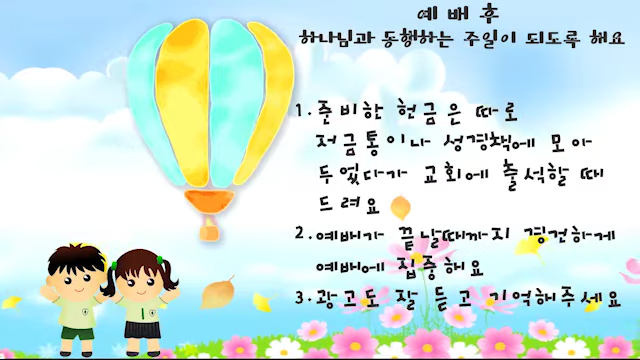 예 배 후
하나님과 동행하는 주일이 되도록 해요
1. 준비한 헌금은 따로
저금통이나 성경책에 모아
두었다가 교회에 출석할 때
드려요
2. 예배가 끝날때까지 경건하게
예배에 집중해요
3. 광고도 잘 듣고 기억해주세요